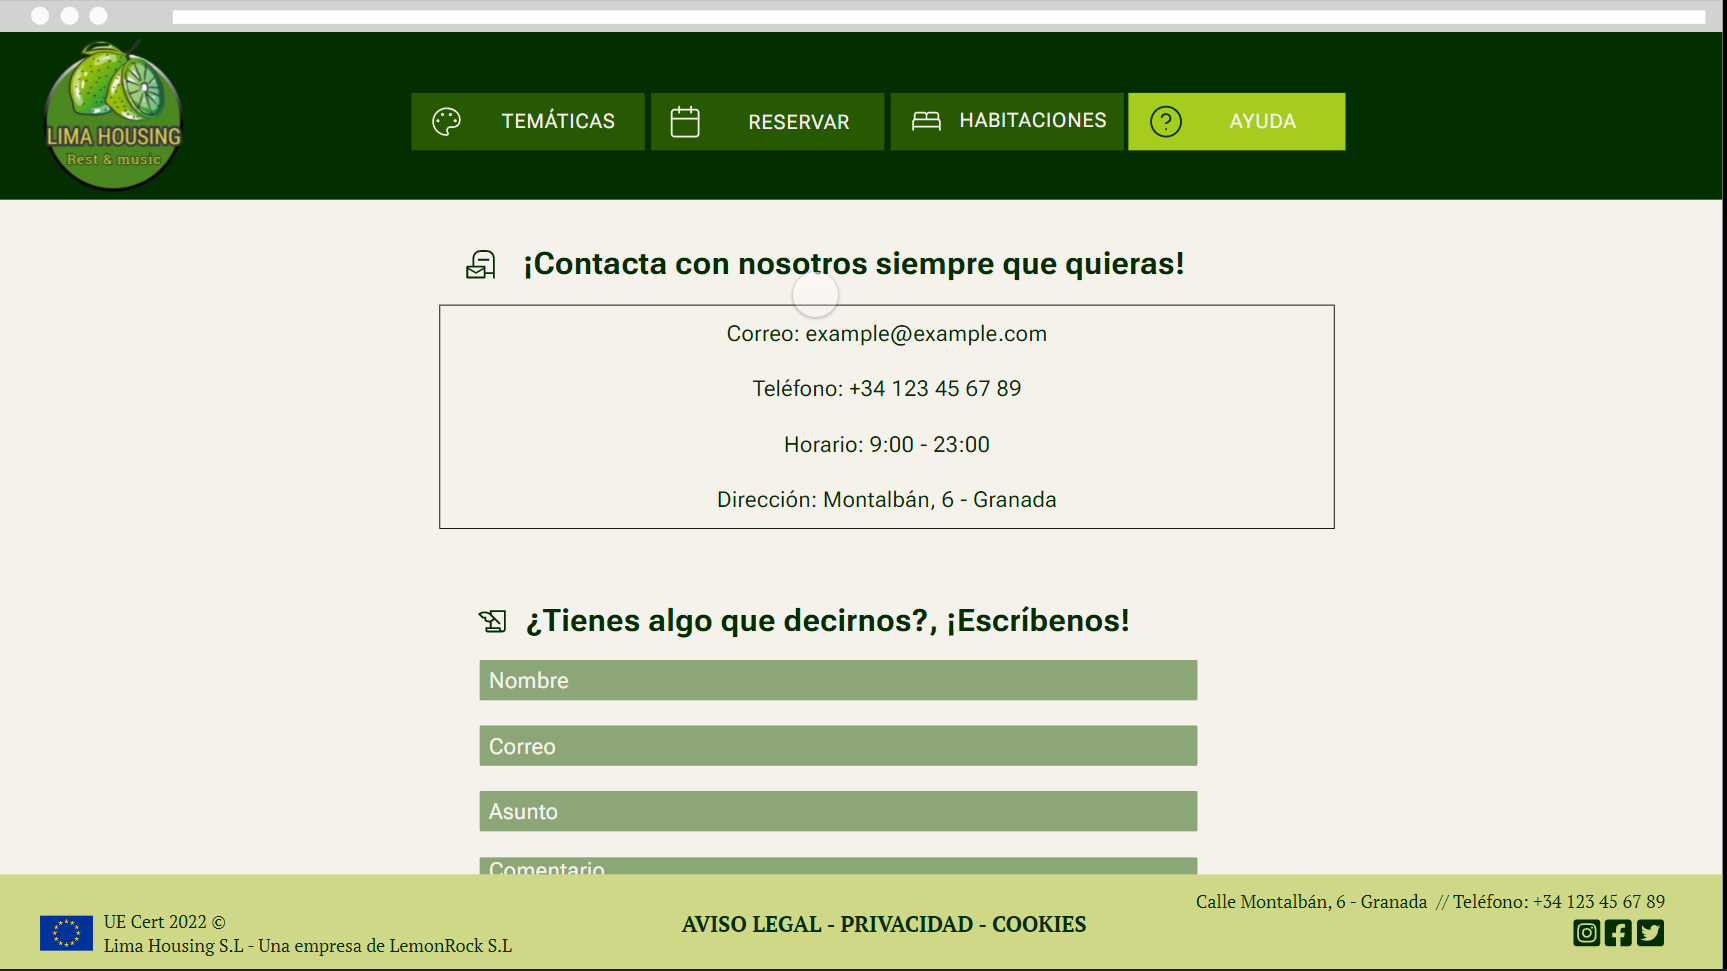 LIMA HOUSING
Rest & music
TEMÁTICAS
RESERVAR
HABITACIONES
AYUDA
¡Contacta con nosotros siempre que quieras!
Correo: example@example.com
Teléfono: +34 123 45 67 89
Horario: 9:00 - 23:00
Dirección: Montalbán, 6 - Granada
¿Tienes algo que decirnos?, ¡Escríbenos!
Nombre
Correo
Asunto
Comentario
UE Cert 2022 ©
Lima Housing S.L - Una empresa de LemonRock S.L
AVISO LEGAL - PRIVACIDAD - COOKIES
Calle Montalbán, 6 - Granada // Teléfono: +34 123 45 67 89